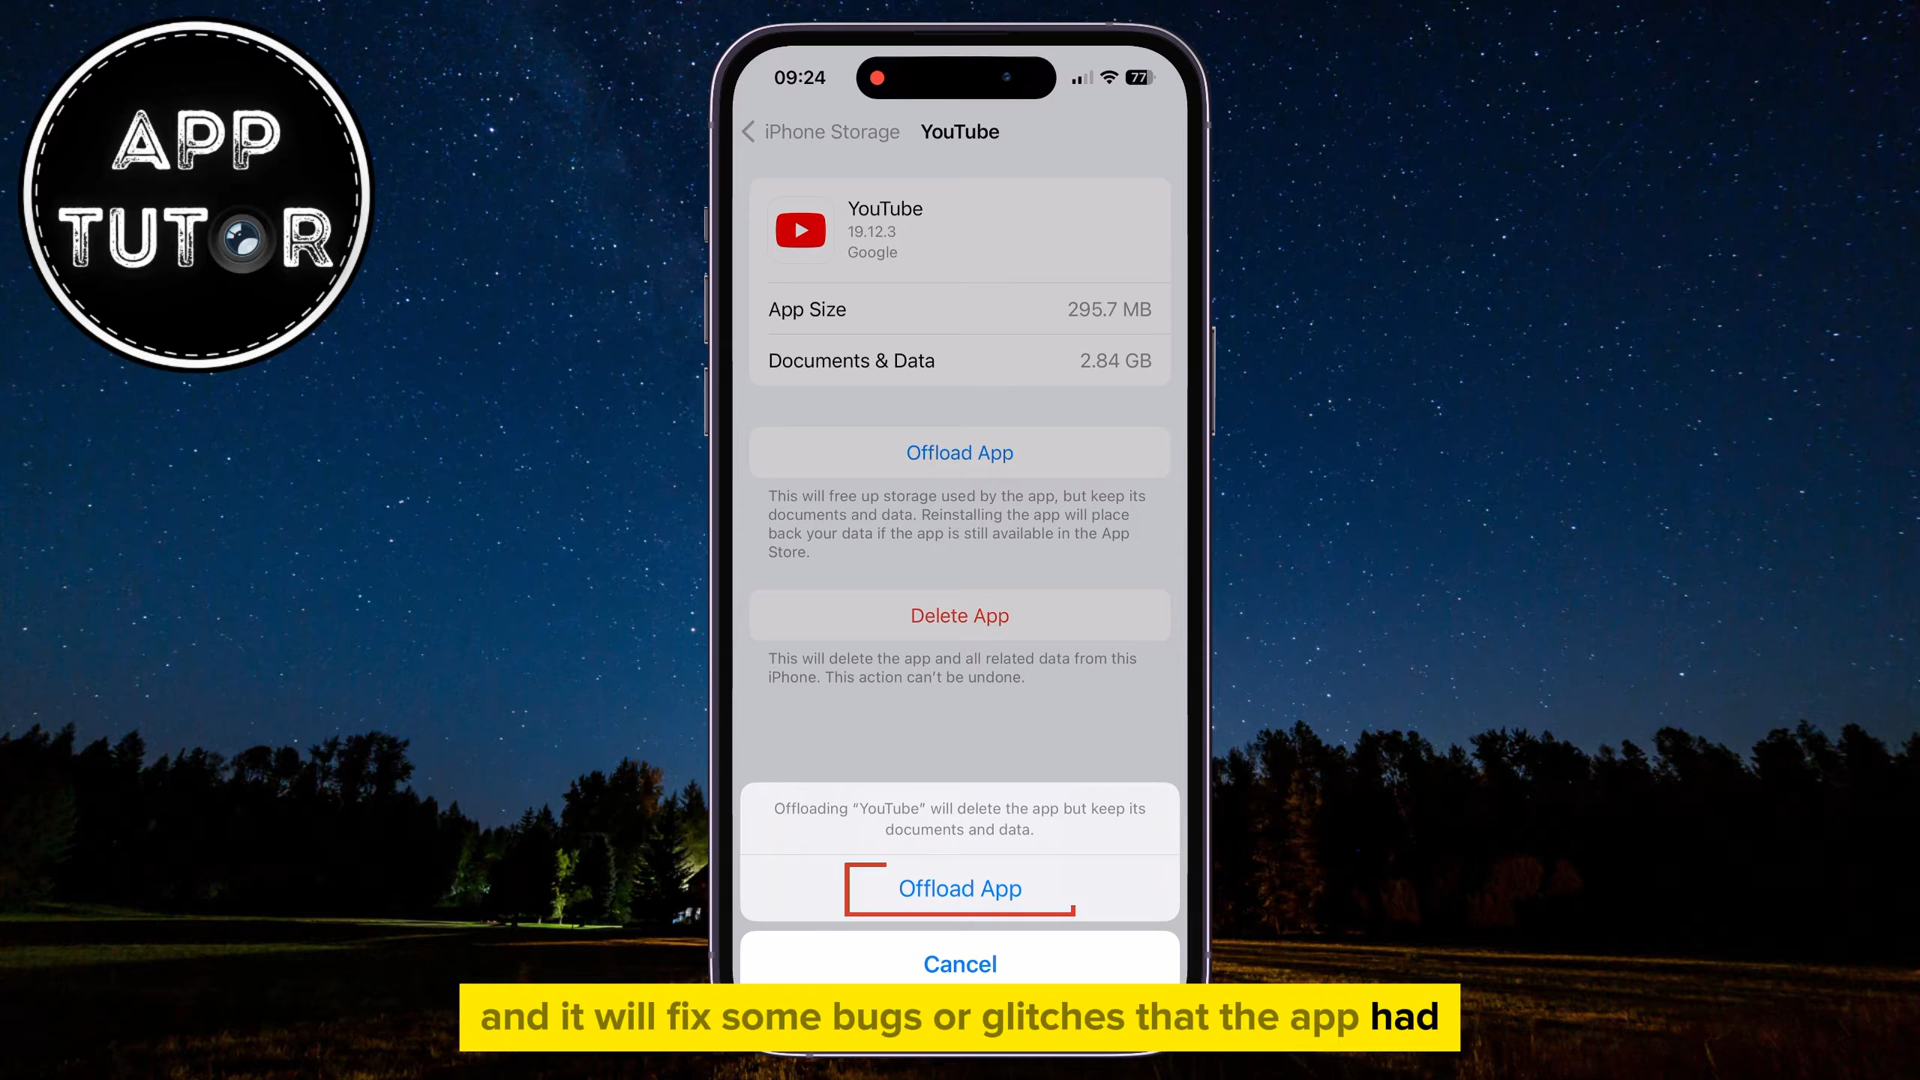 APP
TUTOR
09:24
77
iPhone Storage YouTube
YouTube
19.12.3
Google
App Size 295.7 MB
Documents & Data 2.84 GB
Offload App
This will free up storage used by the app, but keep its
documents and data. Reinstalling the app will place
back your data if the app is still available in the App
Store.
Delete App
This will delete the app and all related data from this
iPhone. This action can't be undone.
Offloading “YouTube” will delete the app but keep its
documents and data.
Offload App
Cancel
and it will fix some bugs or glitches that the app had